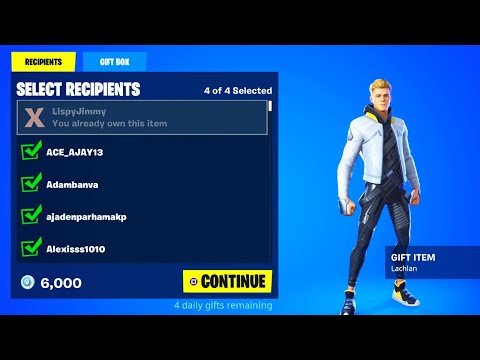 RECIPIENTS
GIFT BOX
SELECT RECIPIENTS
4 of 4 Selected
X
LispyJimmy
You already own this item
ACE_AJAY13
Adambanva
ajadenparhamakp
Alexisss1010
6,000
CONTINUE
4 daily gifts remaining
GIFT ITEM
Lachlan